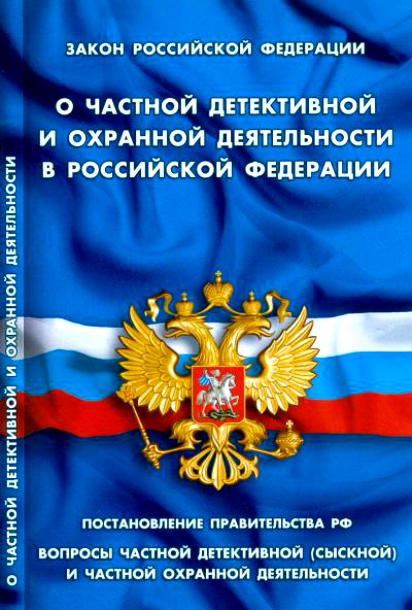 ЗАКОН РОССИЙСКОЙ ФЕДЕРАЦИИ
О ЧАСТНОЙ ДЕТЕКТИВНОЙ
И ОХРАННОЙ ДЕЯТЕЛЬНОСТИ
В РОССИЙСКОЙ ФЕДЕРАЦИИ
ПОСТАНОВЛЕНИЕ ПРАВИТЕЛЬСТВА РФ
ВОПРОСЫ ЧАСТНОЙ ДЕТЕКТИВНОЙ (СЫСКНОЙ)
И ЧАСТНОЙ ОХРАННОЙ ДЕЯТЕЛЬНОСТИ
О ЧАСТНОЙ ДЕТЕКТИВНОЙ И ОХРАННОЙ ДЕЯТЕЛЬНОСТИ